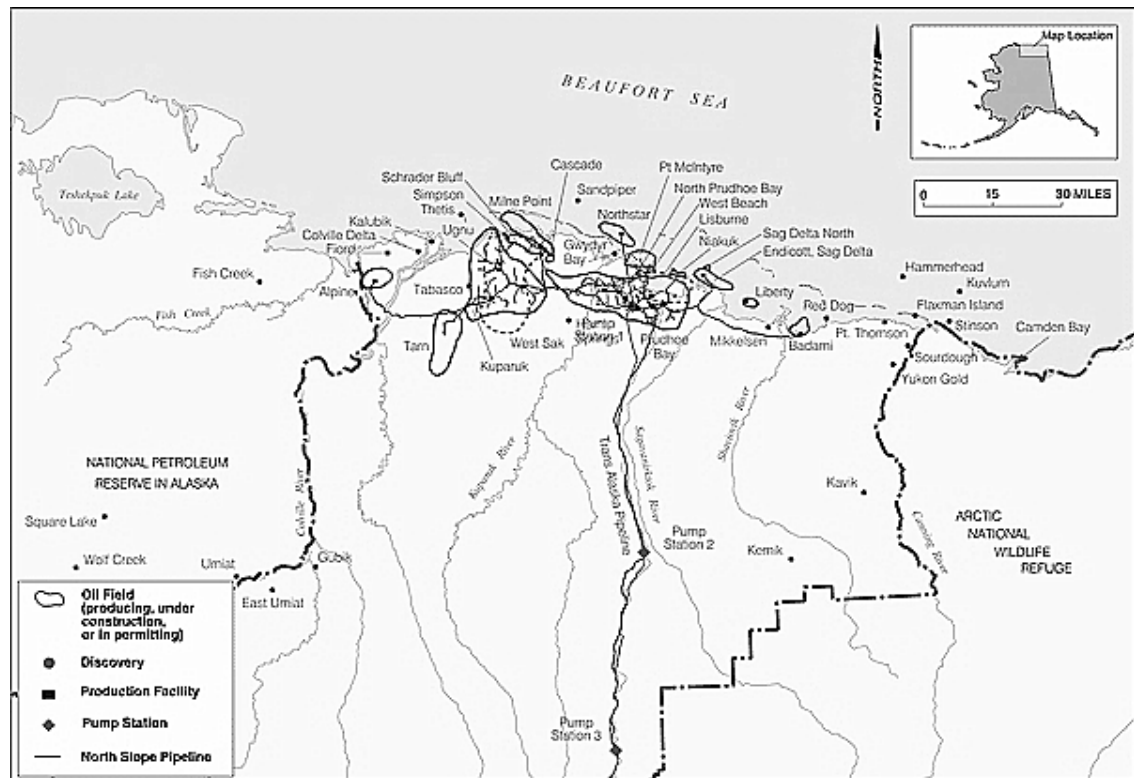 BEAUFORT SEA
NORTH
Map Location
0 15 30 MILES
Teshekpuk Lake
Schrader Bluff
Simpson
Thetis
Ugnu
Milne Point
Cascade
Sandpiper
Northstar
Pt McIntyre
North Prudhoe Bay
West Beach
Lisburne
Niakuk
Sag Delta North
Endicott, Sag Delta
Kalubik
Colville Delta
Fiord
Gwydyr
Bay
Fish Creek
Alpine
Fish Creek
Tabasco
Tarn
Kuparuk
West Sak
Prudhoe
Bay
Liberty
Mikkelsen
Badami
Red Dog
Pt. Thomson
Hammerhead
Kuvlum
Flaxman Island
Stinson
Camden Bay
Sourdough
Yukon Gold
NATIONAL PETROLEUM
RESERVE IN ALASKA
Colville River
Kuparuk River
Trans Alaska Pipeline
Sagavanirktok River
Shaviovik River
Canning River
Kavik
ARCTIC
NATIONAL
WILDLIFE
REFUGE
Square Lake
Wolf Creek
Umiat
Gubik
East Umiat
Pump
Station 2
Kemik
Pump
Station 3
Oil Field
(producing, under
construction,
or in permitting)
Discovery
Production Facility
Pump Station
North Slope Pipeline